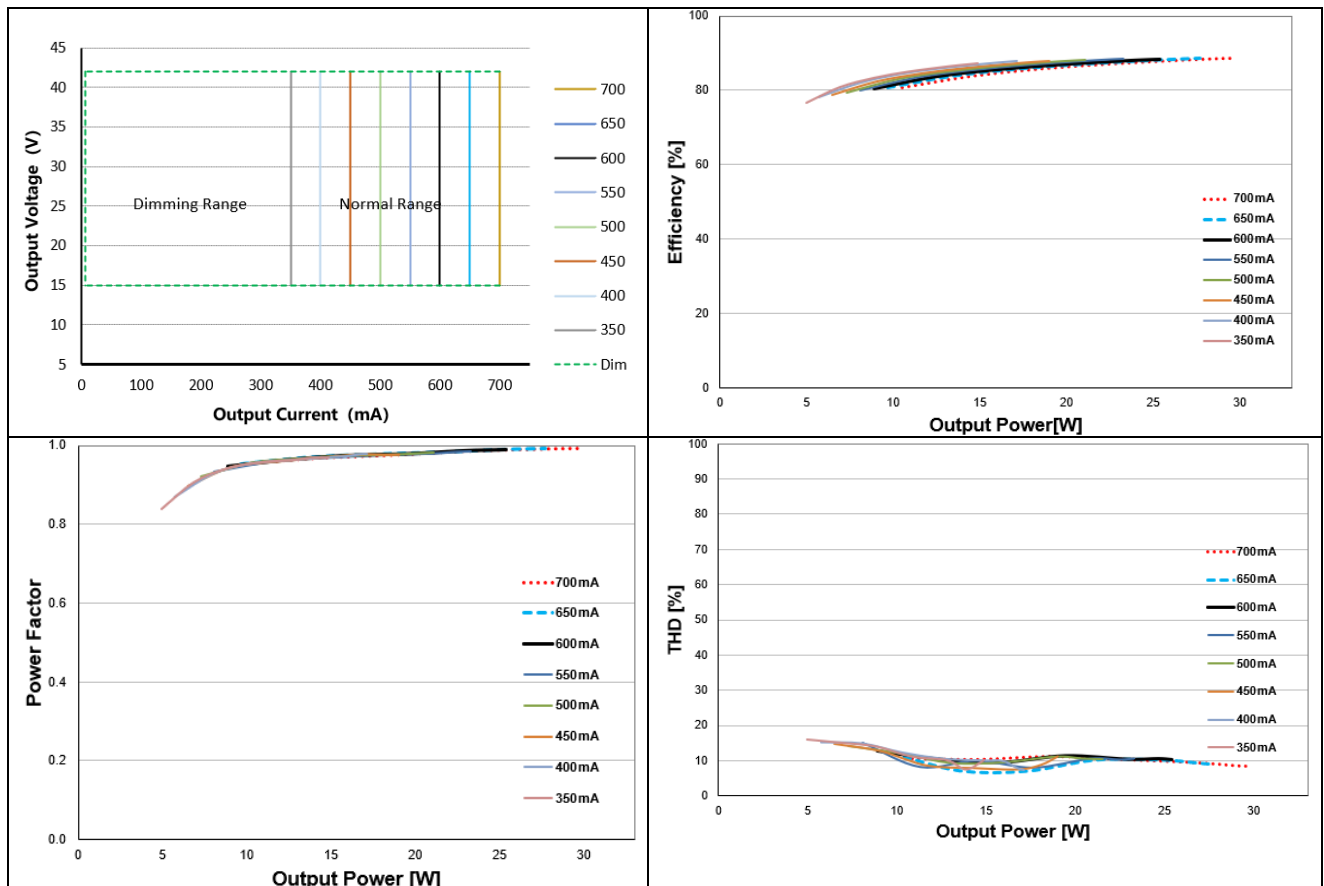 45
40
35
30
25
20
15
10
5
Output Voltage (V)
Dimming Range
Normal Range
0 100 200 300 400 500 600 700
Output Current (mA)
700
650
600
550
500
450
400
350
Dim
100
80
60
40
20
0
Efficiency [%]
700mA
650mA
600mA
550mA
500mA
450mA
400mA
350mA
0 5 10 15 20 25 30
Output Power[W]
1.0
0.8
0.6
0.4
0.2
0.0
Power Factor
700mA
650mA
600mA
550mA
500mA
450mA
400mA
350mA
0 5 10 15 20 25 30
Output Power [W]
100
90
80
70
60
50
40
30
20
10
0
THD [%]
700mA
650mA
600mA
550mA
500mA
450mA
400mA
350mA
0 5 10 15 20 25 30
Output Power [W]